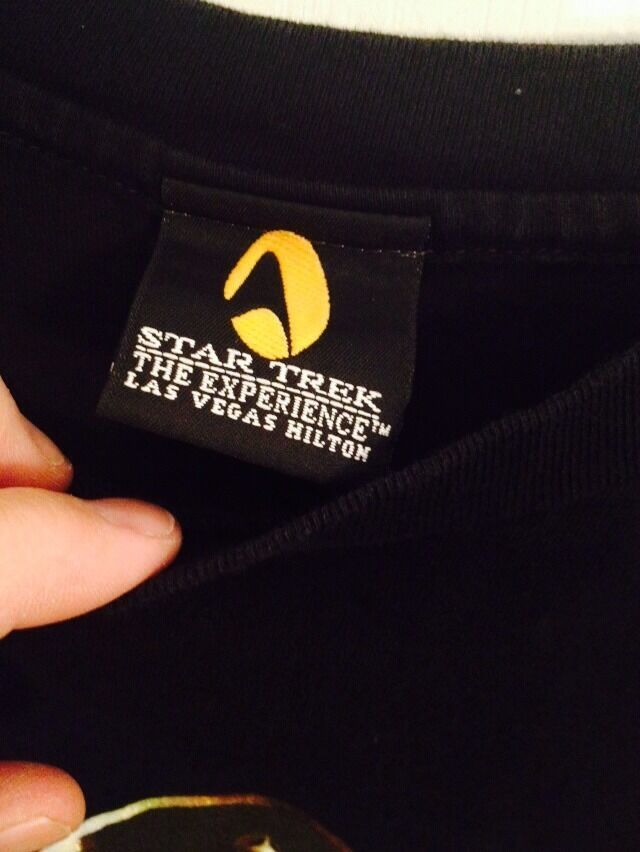 STAR TREK
THE EXPERIENCE™
LAS VEGAS HILTON